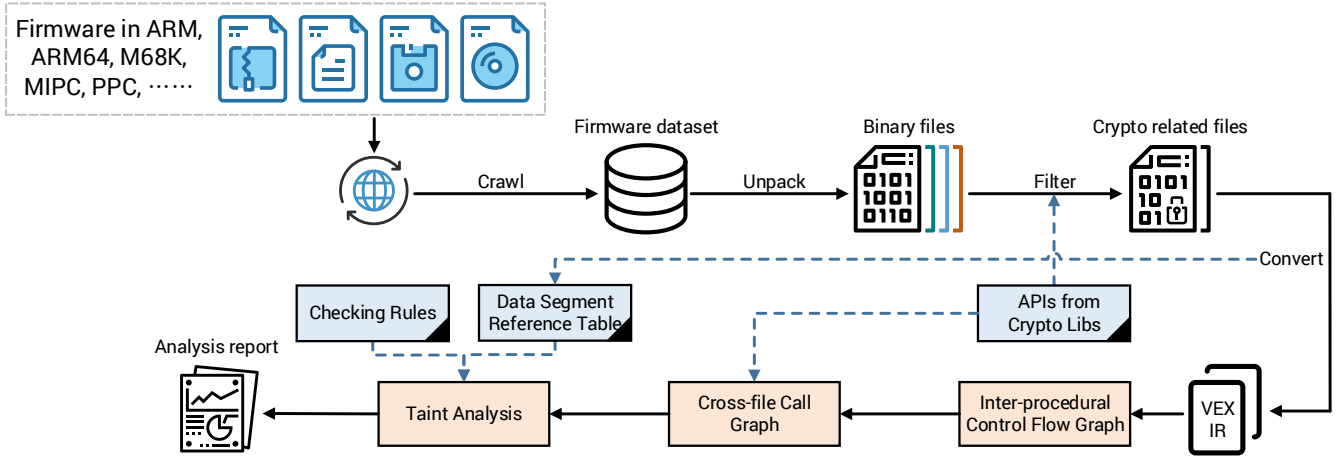 Firmware in ARM,
ARM64, M68K,
MIPC, PPC, ……
Firmware dataset
Binary files
Crypto related files
Crawl
Unpack
Filter
0101
1001
0110
0101
10
01
Convert
Checking Rules
Data Segment
Reference Table
APIs from
Crypto Libs
Analysis report
Taint Analysis
Cross-file Call
Graph
Inter-procedural
Control Flow Graph
VEX
IR